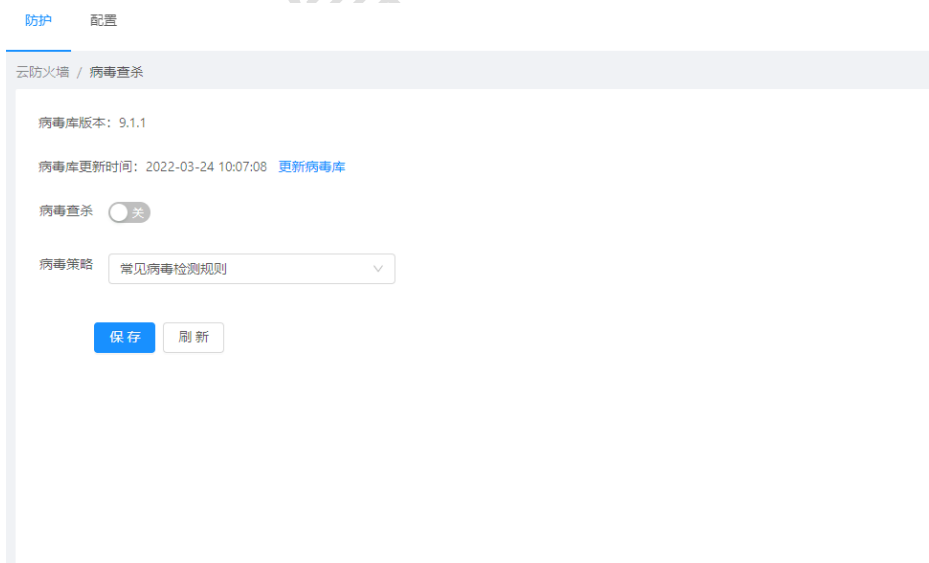 防护 配置
云防火墙 / 病毒查杀
病毒库版本：9.1.1
病毒库更新时间：2022-03-24 10:07:08 更新病毒库
病毒查杀 关
病毒策略 常见病毒检测规则
保存 刷新